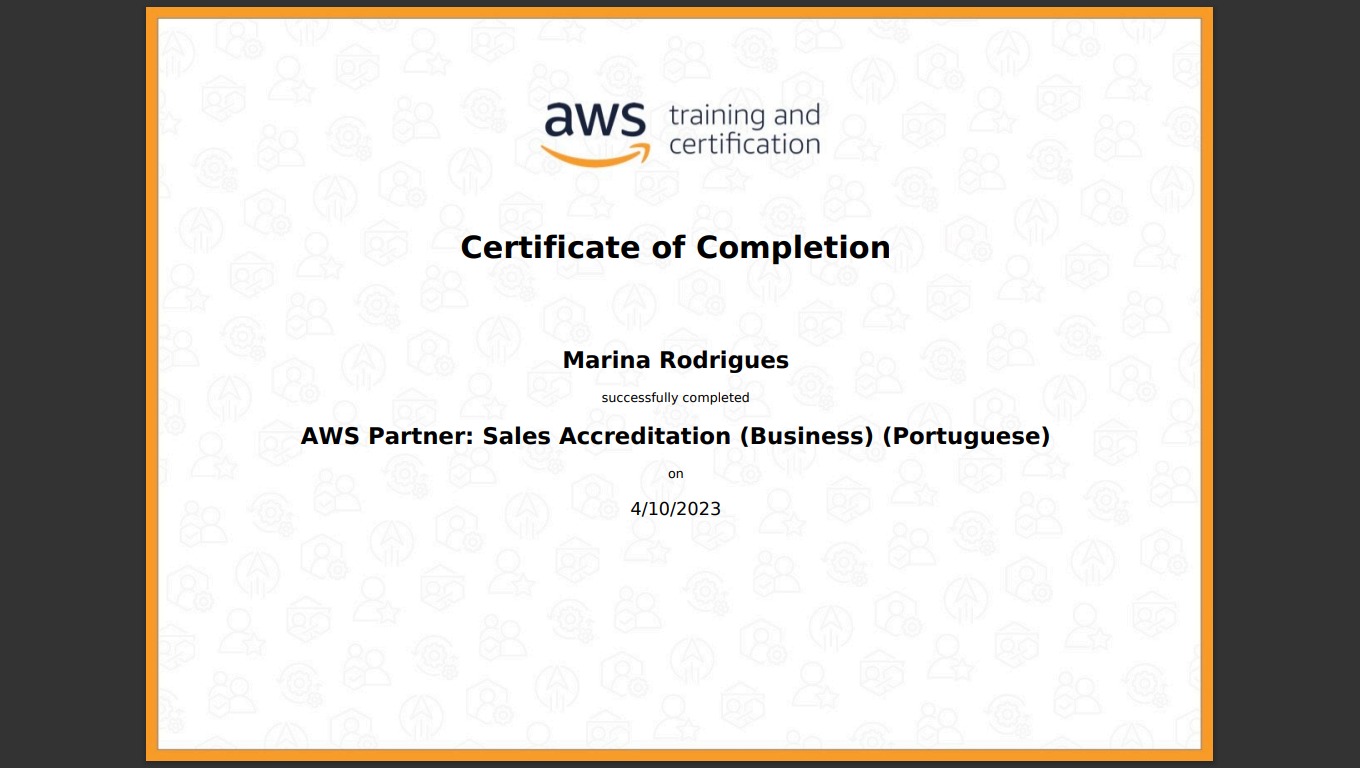 aws training and
certification
Certificate of Completion
Marina Rodrigues
successfully completed
AWS Partner: Sales Accreditation (Business) (Portuguese)
on
4/10/2023